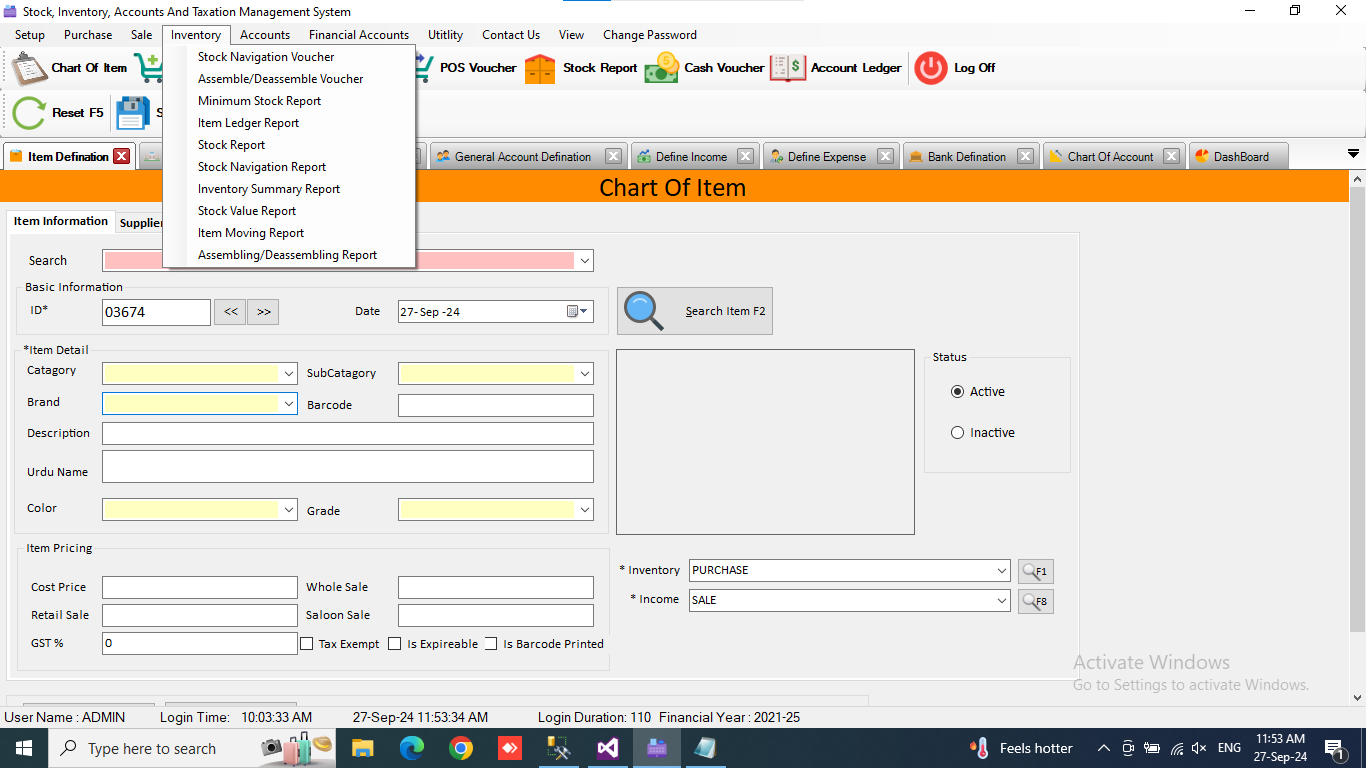 Stock, Inventory, Accounts And Taxation Management System
Setup Purchase Sale Inventory Accounts Financial Accounts Utitlity Contact Us View Change Password
Chart Of Item POS Voucher Stock Report Cash Voucher Account Ledger Log Off
Reset F5 S
Stock Navigation Voucher
Assemble/Deassemble Voucher
Minimum Stock Report
Item Ledger Report
Stock Report
Stock Navigation Report
Inventory Summary Report
Stock Value Report
Item Moving Report
Assembling/Deassembling Report
Item Defination General Account Defination Define Income Define Expense Bank Defination Chart Of Account DashBoard
Chart Of Item
Item Information Supplier
Search
Basic Information
ID* 03674 << >> Date 27-Sep -24 Search Item F2
*Item Detail
Catagory SubCatagory
Brand Barcode
Description
Urdu Name
Color Grade
Status
Active
Inactive
Item Pricing
Cost Price Whole Sale
Retail Sale Saloon Sale
GST % 0 Tax Exempt Is Expireable Is Barcode Printed
* Inventory PURCHASE F1
* Income SALE F8
Activate Windows
Go to Settings to activate Windows.
User Name : ADMIN Login Time: 10:03:33 AM 27-Sep-24 11:53:34 AM Login Duration: 110 Financial Year : 2021-25
Type here to search Feels hotter ENG 11:53 AM
27-Sep-24 1